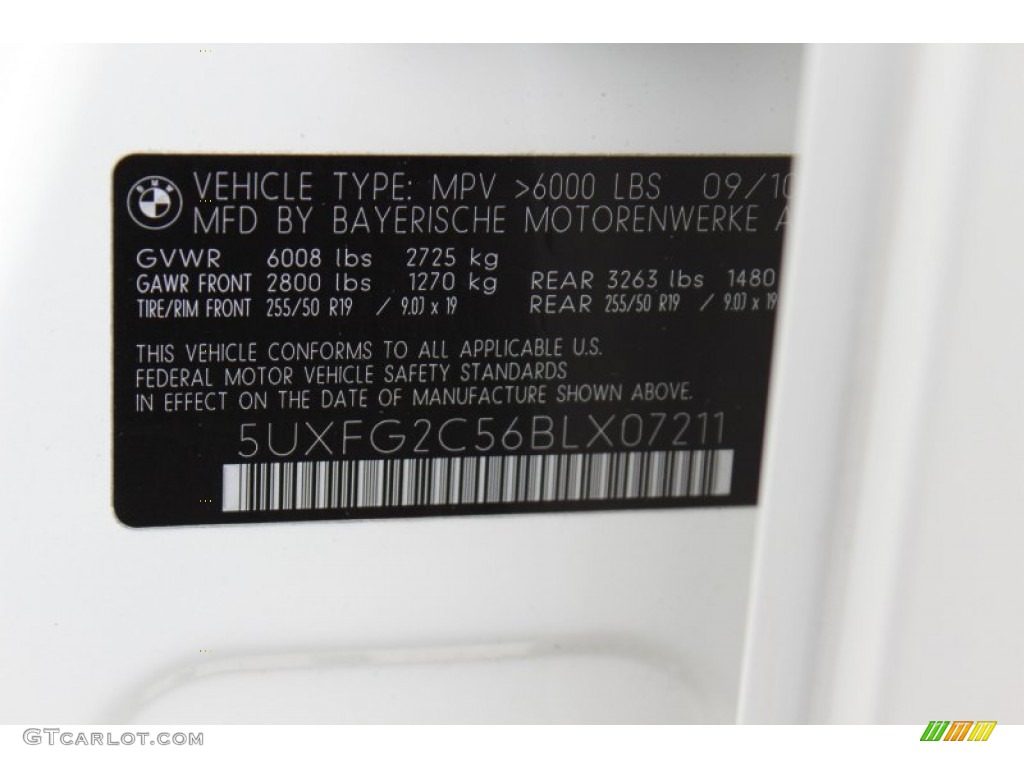 BMW
VEHICLE TYPE: MPV >6000 LBS 09/10
MFD BY BAYERISCHE MOTORENWERKE A
GVWR 6008 lbs 2725 kg
GAWR FRONT 2800 lbs 1270 kg REAR 3263 lbs 1480
TIRE/RIM FRONT 255/50 R19 / 9.0J x 19 REAR 255/50 R19 / 9.0J x 19
THIS VEHICLE CONFORMS TO ALL APPLICABLE U.S.
FEDERAL MOTOR VEHICLE SAFETY STANDARDS
IN EFFECT ON THE DATE OF MANUFACTURE SHOWN ABOVE.
5UXFG2C56BLX07211
GTCARLOT.COM